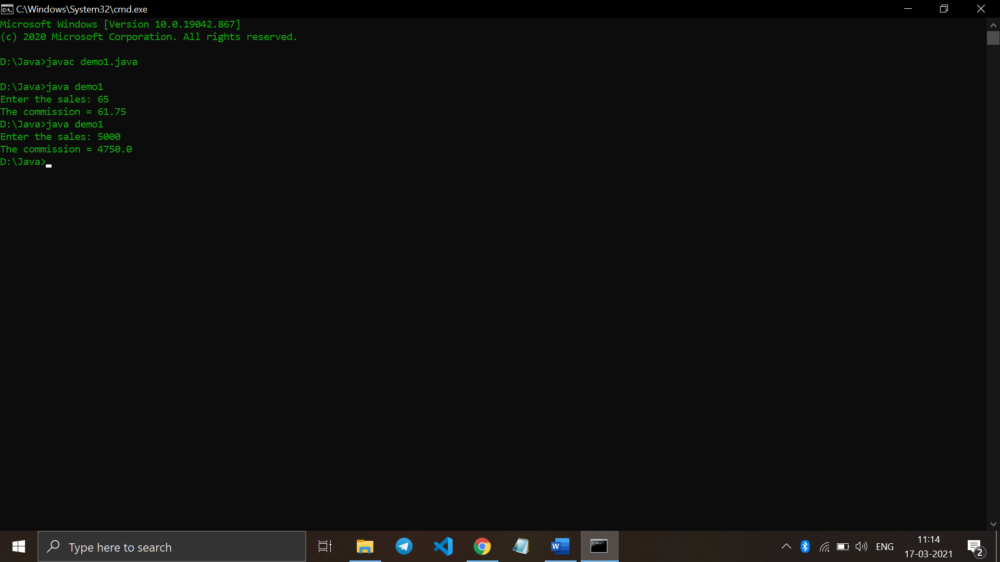 C:\Windows\System32\cmd.exe
Microsoft Windows [Version 10.0.19042.867]
(c) 2020 Microsoft Corporation. All rights reserved.
D:\Java>javac demo1.java
D:\Java>java demo1
Enter the sales: 65
The commission = 61.75
D:\Java>java demo1
Enter the sales: 5000
The commission = 4750.0
D:\Java>
Type here to search
ENG
11:14
17-03-2021
2